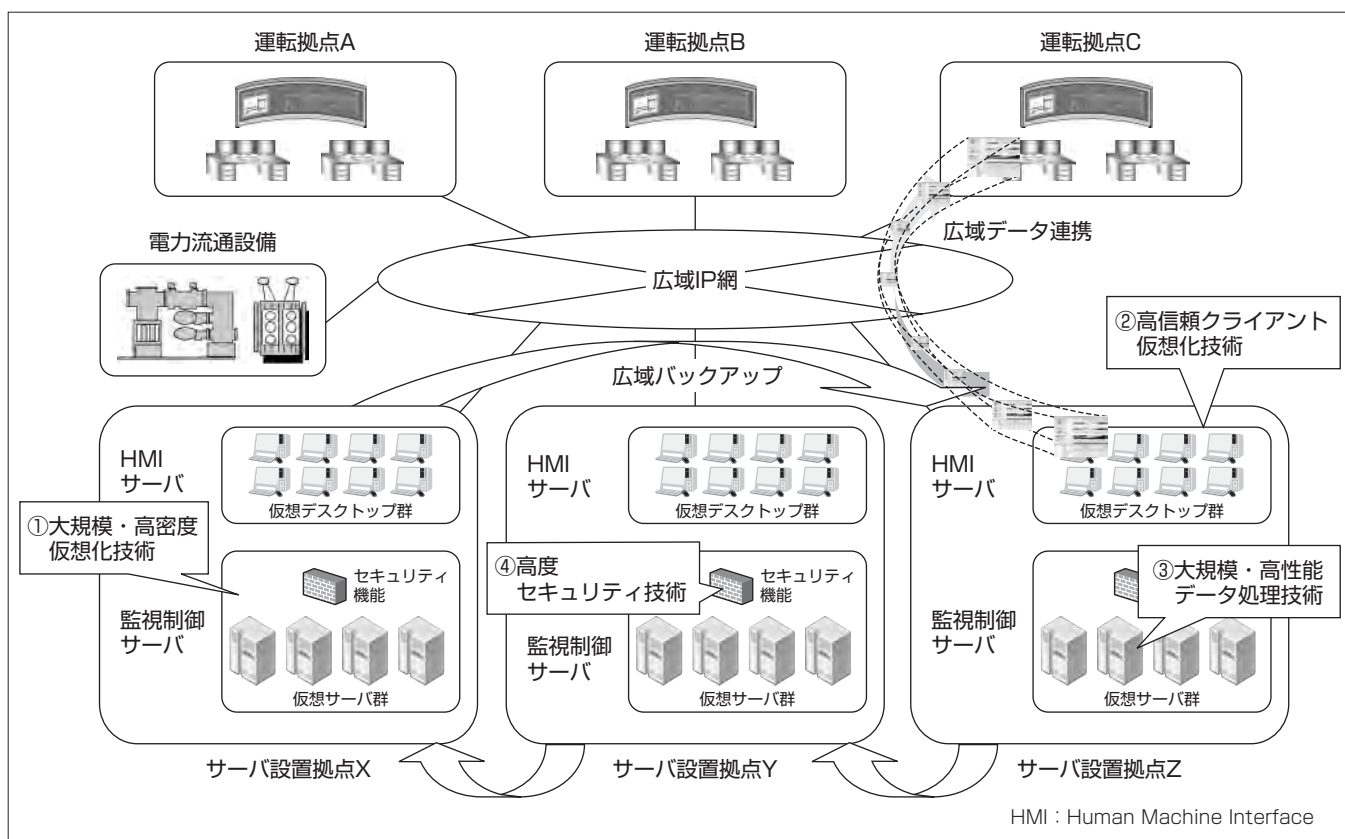 運転拠点A
運転拠点B
運転拠点C
電力流通設備
広域データ連携
広域IP網
②高信頼クライアント
仮想化技術
広域バックアップ
HMI
サーバ
仮想デスクトップ群
HMI
サーバ
仮想デスクトップ群
HMI
サーバ
仮想デスクトップ群
①大規模・高密度
仮想化技術
セキュリティ
機能
監視制御
サーバ
仮想サーバ群
④高度
セキュリティ技術
セキュリティ
機能
監視制御
サーバ
仮想サーバ群
③大規模・高性能
データ処理技術
監視制御
サーバ
仮想サーバ群
サーバ設置拠点X
サーバ設置拠点Y
サーバ設置拠点Z
HMI：Human Machine Interface